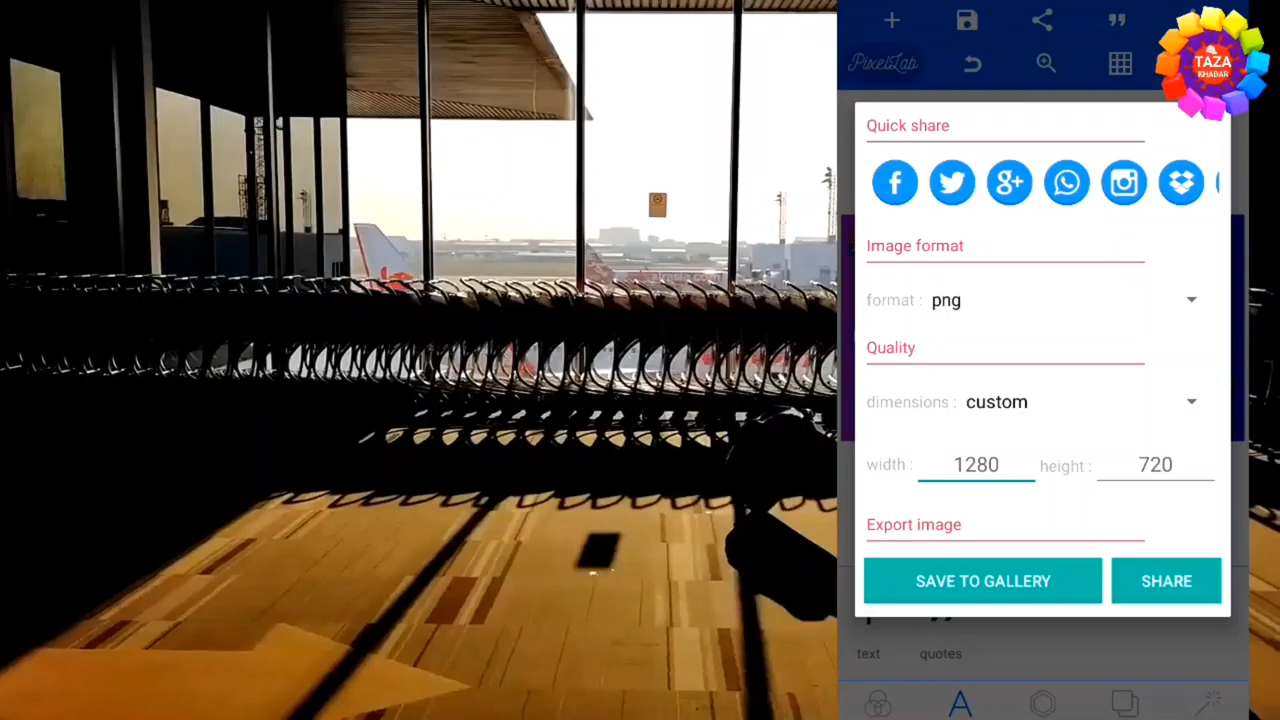 PixelLab
TAZA
KHABAR
Quick share
Image format
format : png
Quality
dimensions : custom
width : 1280 height : 720
Export image
SAVE TO GALLERY SHARE
text quotes